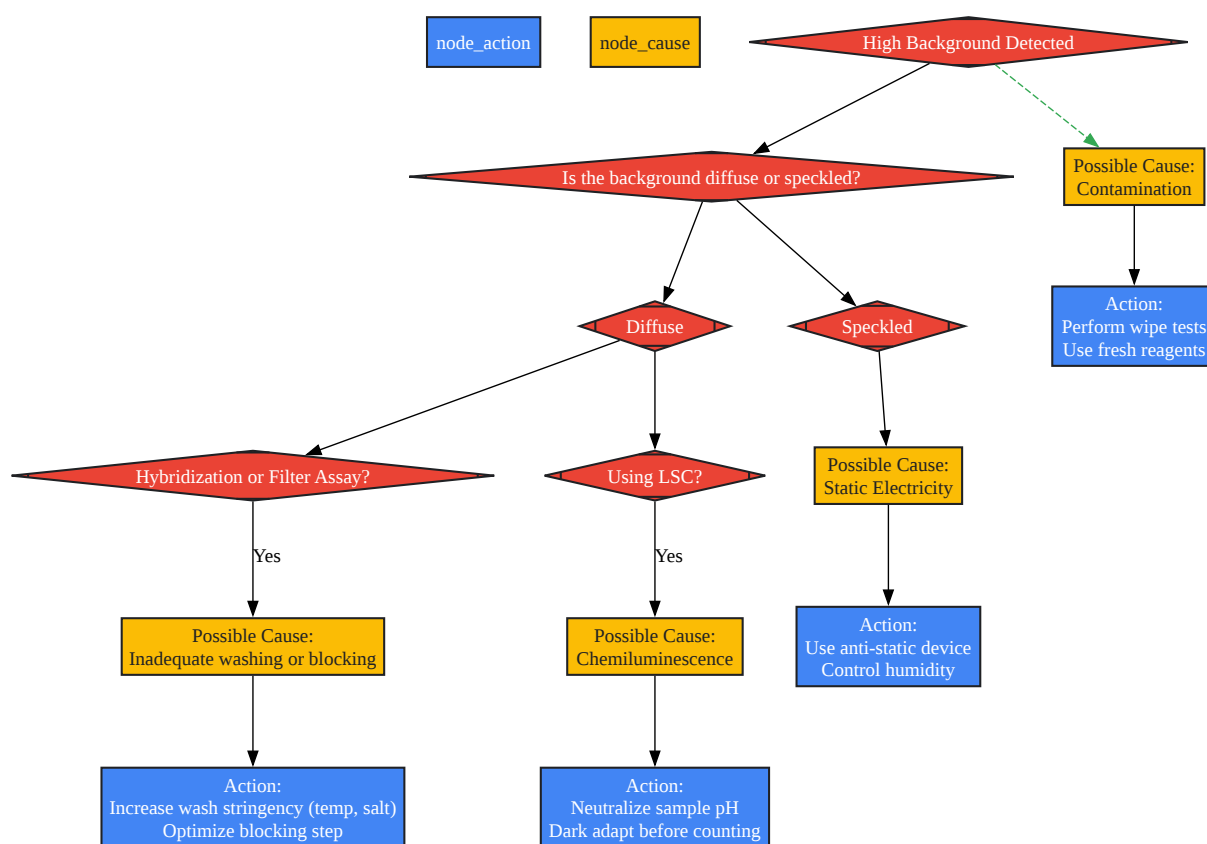 node_action
node_cause
High Background Detected
Is the background diffuse or speckled?
Possible Cause:
Contamination
Action:
Perform wipe tests
Use fresh reagents
Diffuse
Speckled
Hybridization or Filter Assay?
Using LSC?
Possible Cause:
Static Electricity
Yes
Yes
Possible Cause:
Inadequate washing or blocking
Possible Cause:
Chemiluminescence
Action:
Use anti-static device
Control humidity
Action:
Increase wash stringency (temp, salt)
Optimize blocking step
Action:
Neutralize sample pH
Dark adapt before counting